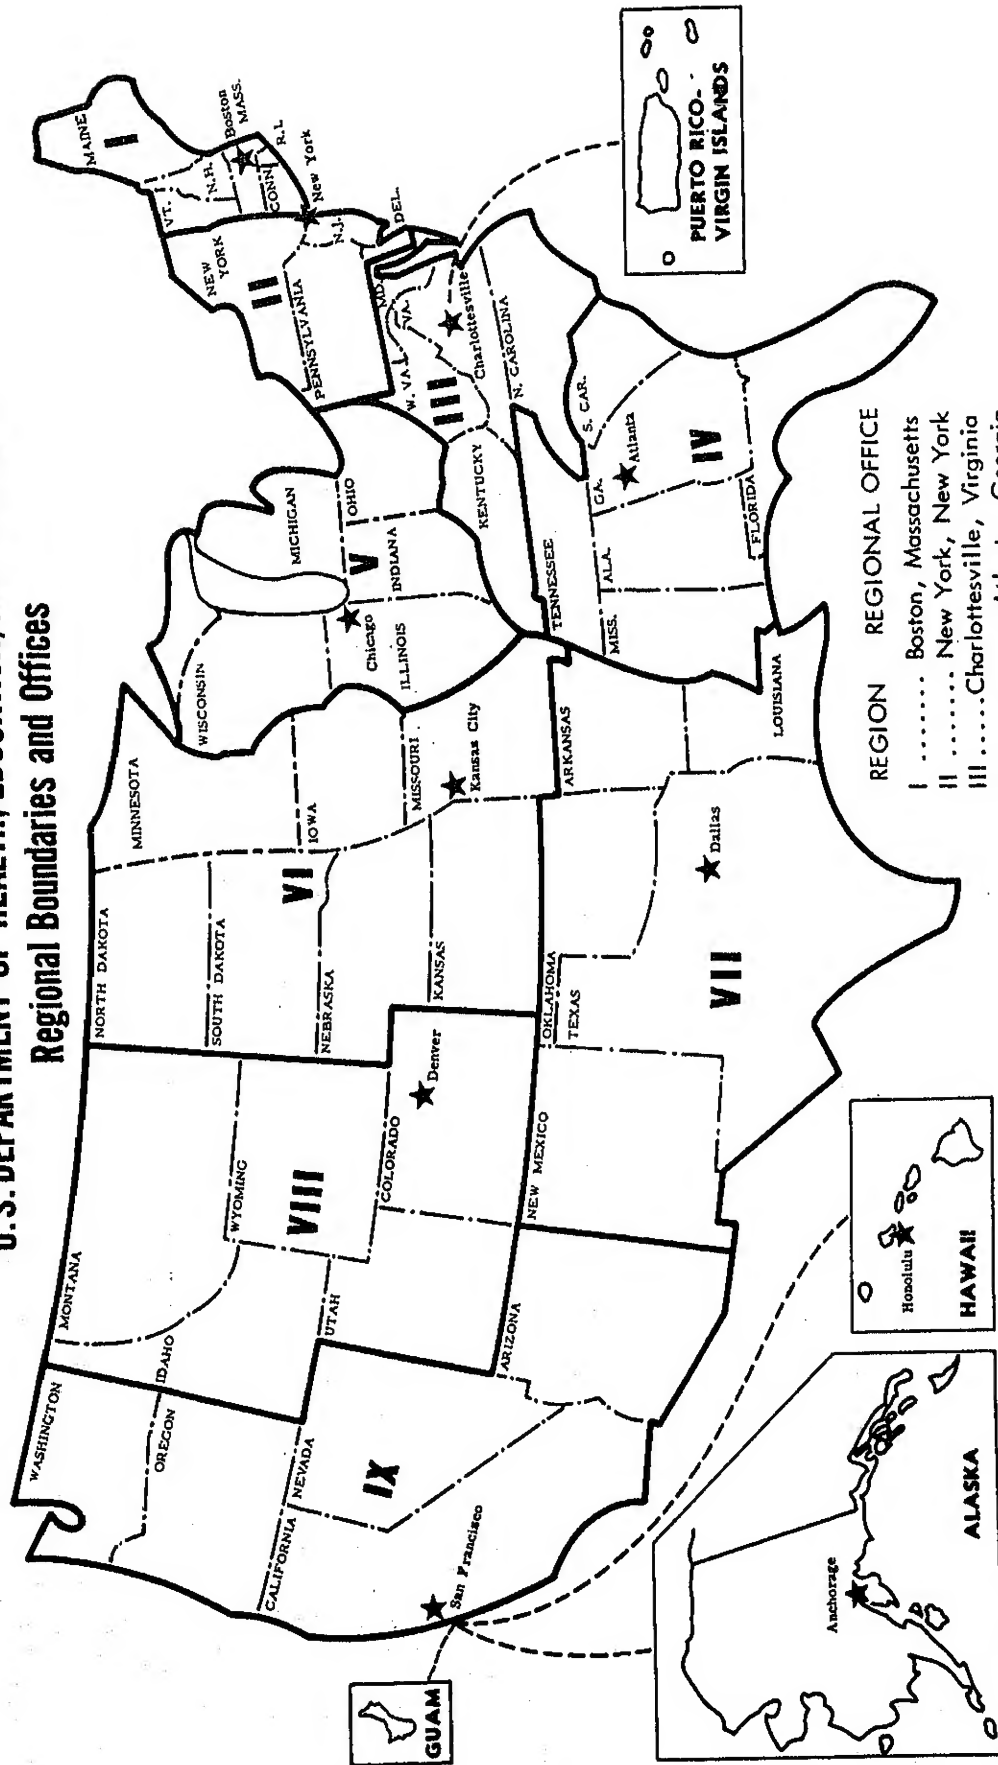 U.S. DEPARTMENT OF HEALTH,
Regional Boundaries and Offices
WASHINGTON
MONTANA
NORTH DAKOTA
MINNESOTA
MAINE
I
VT.
N.H.
Boston
MASS.
R.I.
CONN.
New York
NEW
YORK
II
PENNSYLVANIA
N.J.
DEL.
MD.
OREGON
IDAHO
WYOMING
SOUTH DAKOTA
WISCONSIN
MICHIGAN
VIII
VI
IOWA
NEBRASKA
Chicago
ILLINOIS
V
INDIANA
OHIO
W. VA.
VA.
III
Charlottesville
CALIFORNIA
NEVADA
UTAH
COLORADO
Denver
KANSAS
MISSOURI
Kansas City
KENTUCKY
N. CAROLINA
IX
San Francisco
ARIZONA
NEW MEXICO
OKLAHOMA
TEXAS
ARKANSAS
TENNESSEE
S. CAR.
MISS.
ALA.
GA.
Atlanta
IV
VII
Dallas
LOUISIANA
FLORIDA
GUAM
Anchorage
ALASKA
Honolulu
HAWAII
PUERTO RICO-
VIRGIN ISLANDS
REGION REGIONAL OFFICE
I ....... Boston, Massachusetts
II ....... New York, New York
III ..... Charlottesville, Virginia